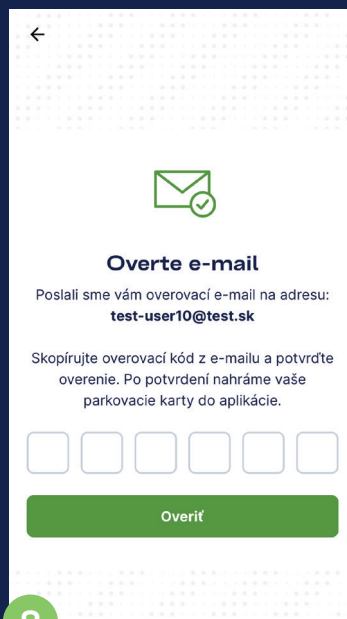 Overte e-mail
Poslali sme vám overovací e-mail na adresu:
test-user10@test.sk
Skopírujte overovací kód z e-mailu a potvrďte
overenie. Po potvrdení nahráme vaše
parkovacie karty do aplikácie.
Overiť